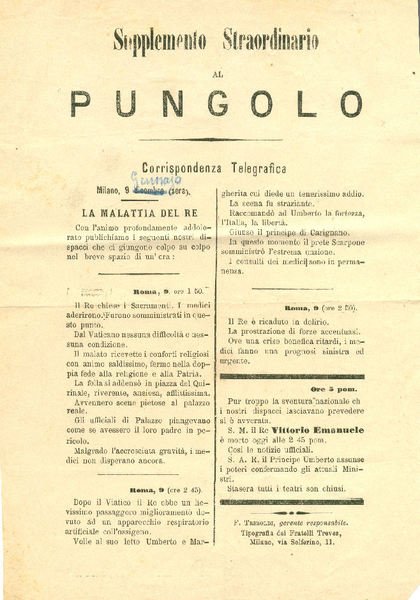 Supplemento Straordinario
AL
PUNGOLO
Corrispondenza Telegrafica
Gennajo
Milano, 9 dicembre (sera).
LA MALATTIA DEL RE
Con l'animo profondamente addolo-
rato pubblichiamo i seguenti nostri di-
spacci che ci giungono colpo su colpo
nel breve spazio di un'ora:
Roma, 9, ore 1 50.
Il Re chiese i Sacramenti. I medici
aderirono. Furono somministrati in que-
sto punto.
Dal Vaticano nessuna difficoltà e nes-
suna condizione.
Il malato ricevette i conforti religiosi
con animo saldissimo, fermo nella dop-
pia fede alla religione e alla Patria.
La folla si addensò in piazza del Qui-
rinale, riverente, ansiosa, afflittissima.
Avvennero scene pietose al palazzo
reale.
Gli ufficiali di Palazzo piangevano
come se avessero il loro padre in pe-
ricolo.
Malgrado l'accresciuta gravità, i me-
dici non disperano ancora.
Roma, 9 (ore 2 45).
Dopo il Viatico il Re ebbe un lie-
vissimo passaggero miglioramento do-
vuto ad un apparecchio respiratorio
artificiale coll'ossigeno.
Volle al suo letto Umberto e Mar-
gherita cui diede un tenerissimo addio.
La scena fu straziante.
Raccomandò ad Umberto la fortezza,
l'Italia, la libertà.
Giunse il principe di Carignano.
In questo momento il prete Scarpone
somministrò l'estrema unzione.
I consulti dei medici sono in perma-
nenza.
Roma, 9 (ore 2 50).
Il Re è ricaduto in delirio.
La prostrazione di forze accentuasi.
Ove una crisi benefica ritardi, i me-
dici fanno una prognosi sinistra ed
urgente.
Ore 5 pom.
Pur troppo la sventura nazionale che
i nostri dispacci lasciavano prevedere
si è avverata.
S. M. il Re Vittorio Emanuele
è morto oggi alle 2 45 pom.
Così le notizie ufficiali.
S. A. R. il Principe Umberto assunse
i poteri confermando gli attuali Mini-
stri.
Stasera tutti i teatri son chiusi.
F. TREBOLDI, gerente responsabile.
Tipografia dei Fratelli Treves,
Milano, via Solferino, 11.